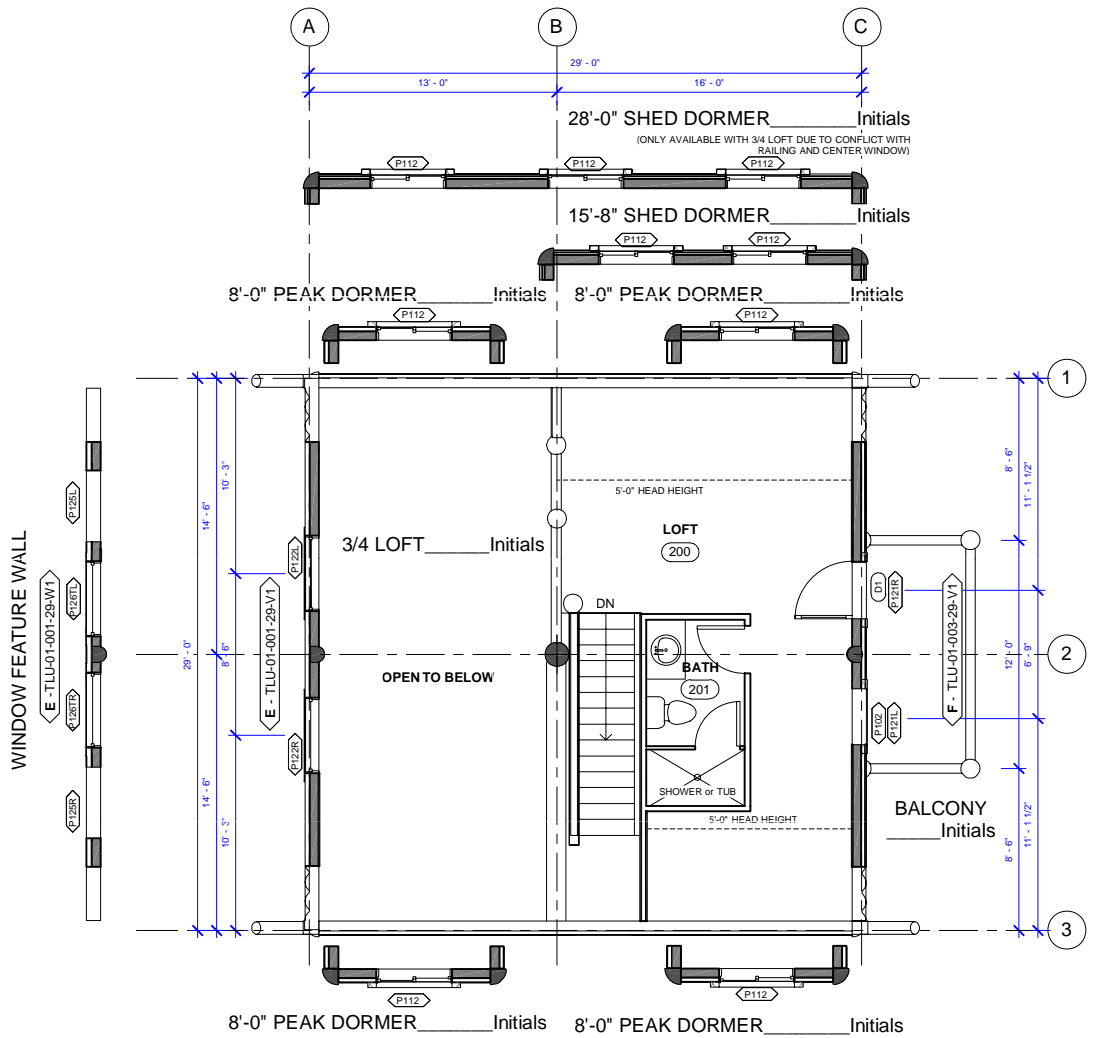 A
B
C
29' - 0"
13' - 0"
16' - 0"
28'-0" SHED DORMER________Initials
(ONLY AVAILABLE WITH 3/4 LOFT DUE TO CONFLICT WITH
RAILING AND CENTER WINDOW)
P112
P112
P112
15'-8" SHED DORMER________Initials
P112
P112
8'-0" PEAK DORMER_______Initials
8'-0" PEAK DORMER________Initials
P112
P112
1
2
3
WINDOW FEATURE WALL
E - TLU-01-001-29-W1
P125L
P126TL
P126TR
P125R
29' - 0"
14' - 6"
14' - 6"
10' - 3"
8' - 6"
10' - 3"
E - TLU-01-001-29-V1
P122L
P122R
3/4 LOFT______Initials
OPEN TO BELOW
5'-0" HEAD HEIGHT
LOFT
200
DN
BATH
201
SHOWER or TUB
5'-0" HEAD HEIGHT
D1
P121R
P102
P121L
F - TLU-01-003-29-V1
8' - 6"
12' - 0"
8' - 6"
11' - 1 1/2"
6' - 9"
11' - 1 1/2"
BALCONY
_____Initials
P112
P112
8'-0" PEAK DORMER_______Initials
8'-0" PEAK DORMER________Initials